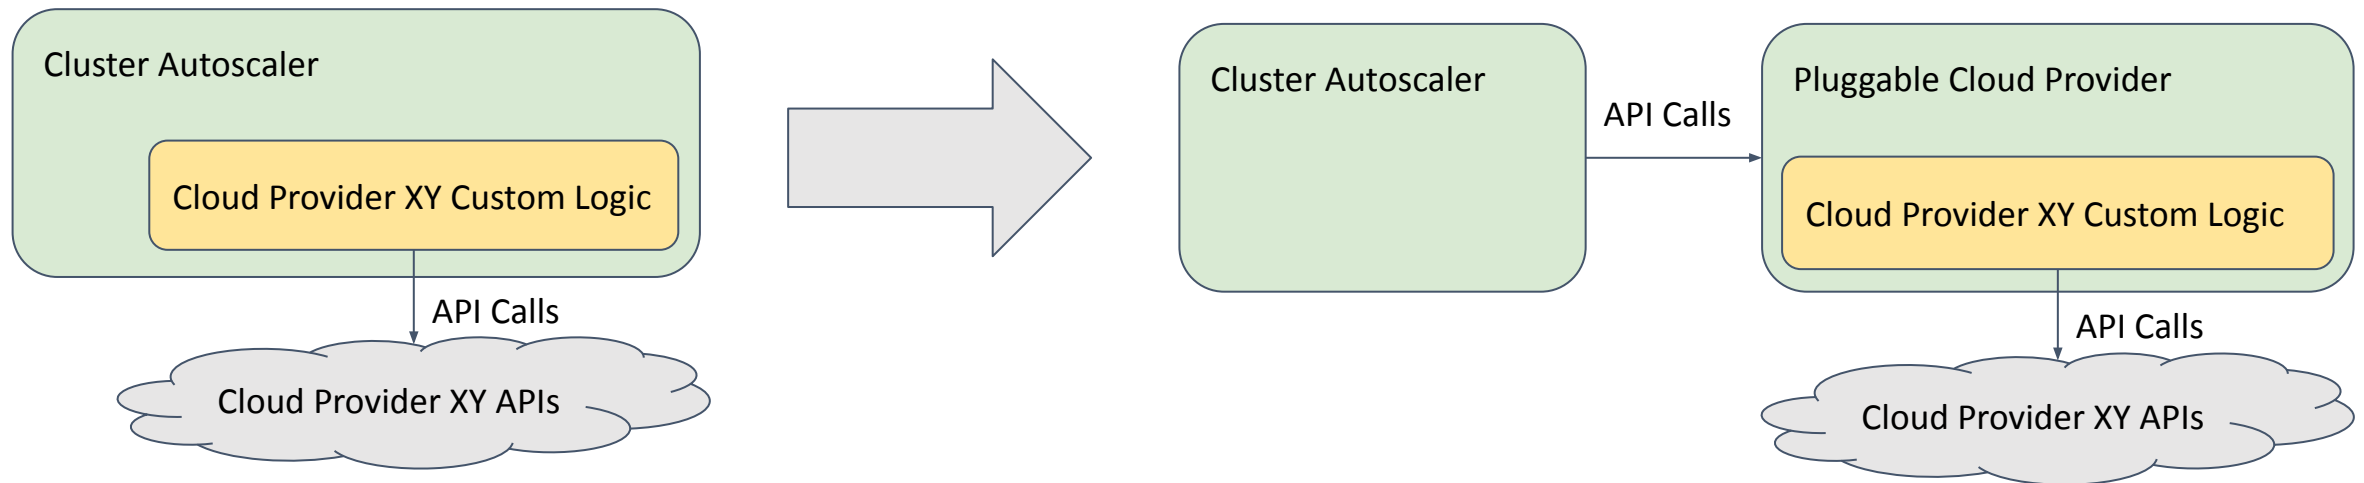 Cluster Autoscaler
Cloud Provider XY Custom Logic
API Calls
Cloud Provider XY APIs
Cluster Autoscaler
API Calls
Pluggable Cloud Provider
Cloud Provider XY Custom Logic
API Calls
Cloud Provider XY APIs